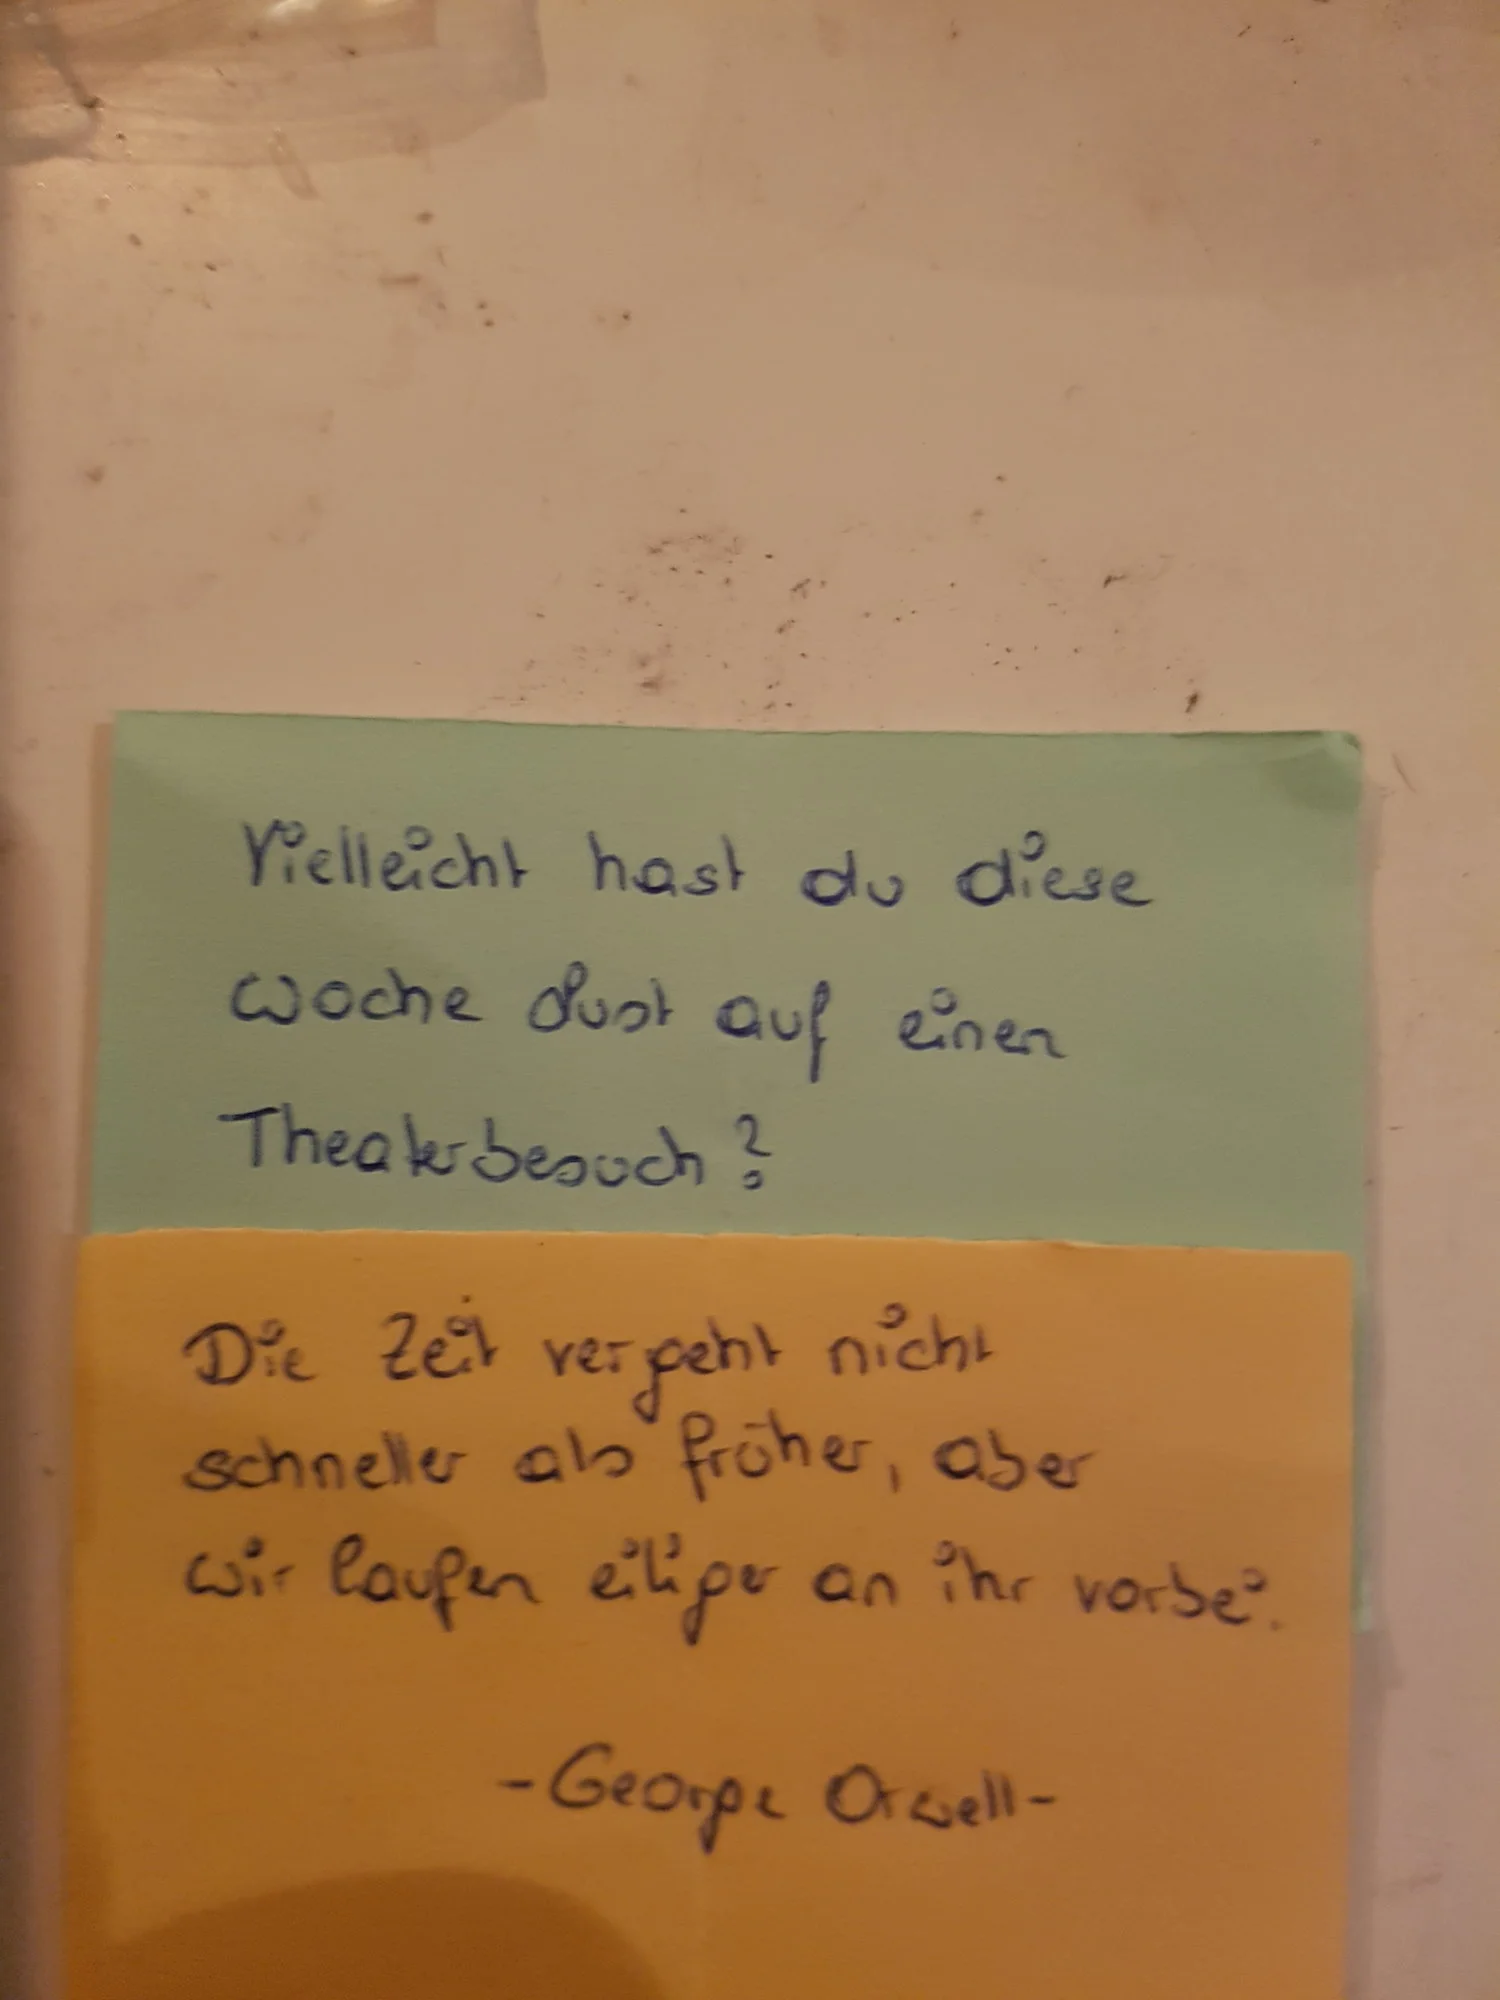 Vielleicht hast du diese
Woche Lust auf einen
Theaterbesuch?
Die Zeit vergeht nicht
schneller als früher, aber
wir laufen eiliger an ihr vorbei.
-George Orwell-